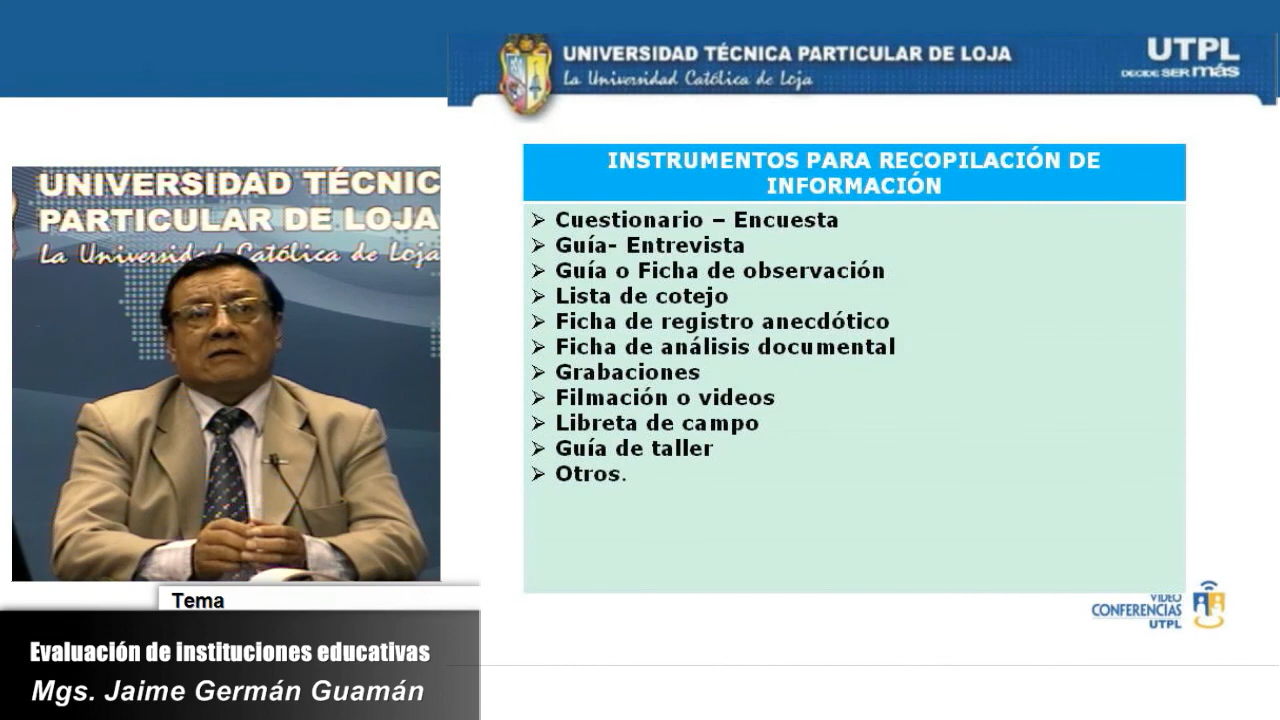 UNIVERSIDAD TÉCNICA PARTICULAR DE LOJA
La Universidad Católica de Loja
UTPL
DECIDE SER más
UNIVERSIDAD TÉCNIC
PARTICULAR DE LOJA
La Universidad Católica de Loja
INSTRUMENTOS PARA RECOPILACIÓN DE
INFORMACIÓN
➢ Cuestionario – Encuesta
➢ Guía- Entrevista
➢ Guía o Ficha de observación
➢ Lista de cotejo
➢ Ficha de registro anecdótico
➢ Ficha de análisis documental
➢ Grabaciones
➢ Filmación o videos
➢ Libreta de campo
➢ Guía de taller
➢ Otros.
VIDEO
CONFERENCIAS
UTPL
Tema
Evaluación de instituciones educativas
Mgs. Jaime Germán Guamán